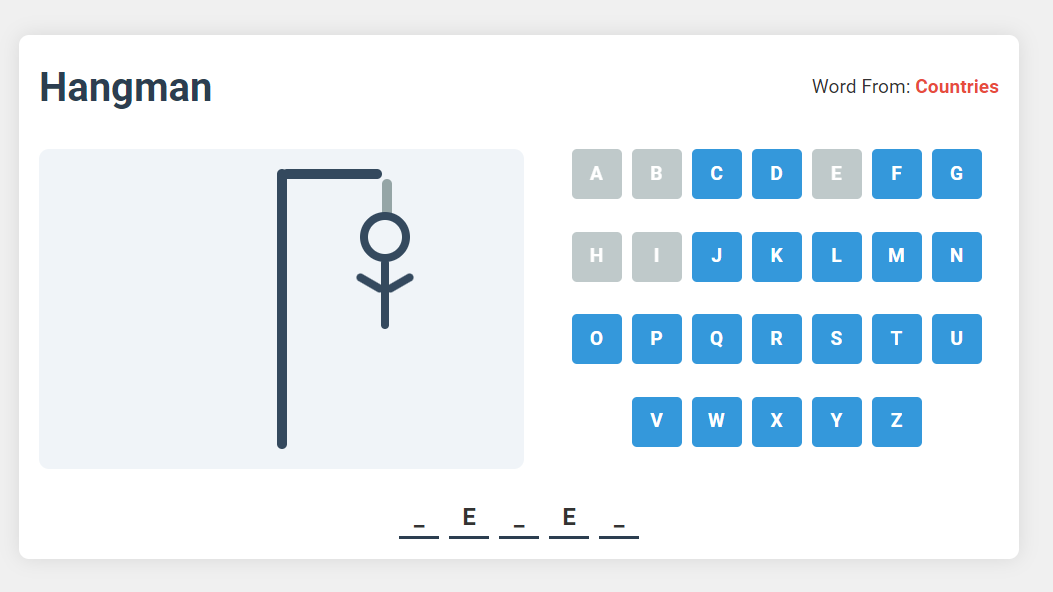 Hangman
Word From: Countries
A B C D E F G
H I J K L M N
O P Q R S T U
V W X Y Z
_ E _ E _